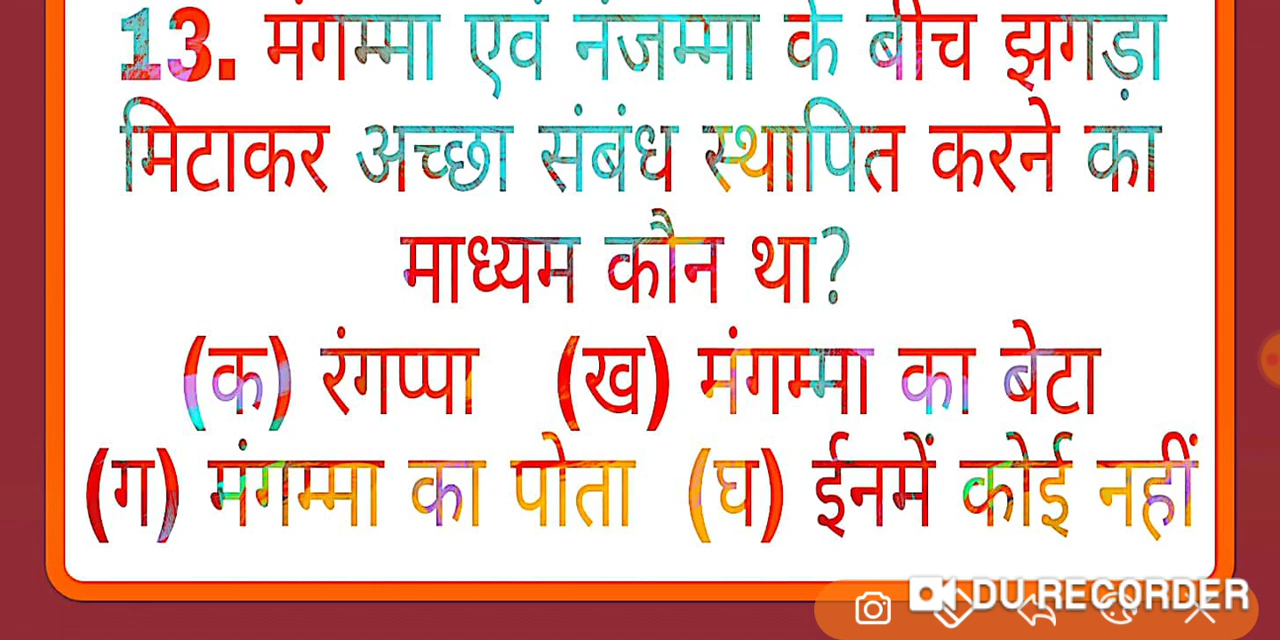 13. मंगम्मा एवं नंजम्मा के बीच झगड़ा
मिटाकर अच्छा संबंध स्थापित करने का
माध्यम कौन था?
(क) रंगप्पा (ख) मंगम्मा का बेटा
(ग) मंगम्मा का पोता (घ) ईनमें कोई नहीं
DU RECORDER